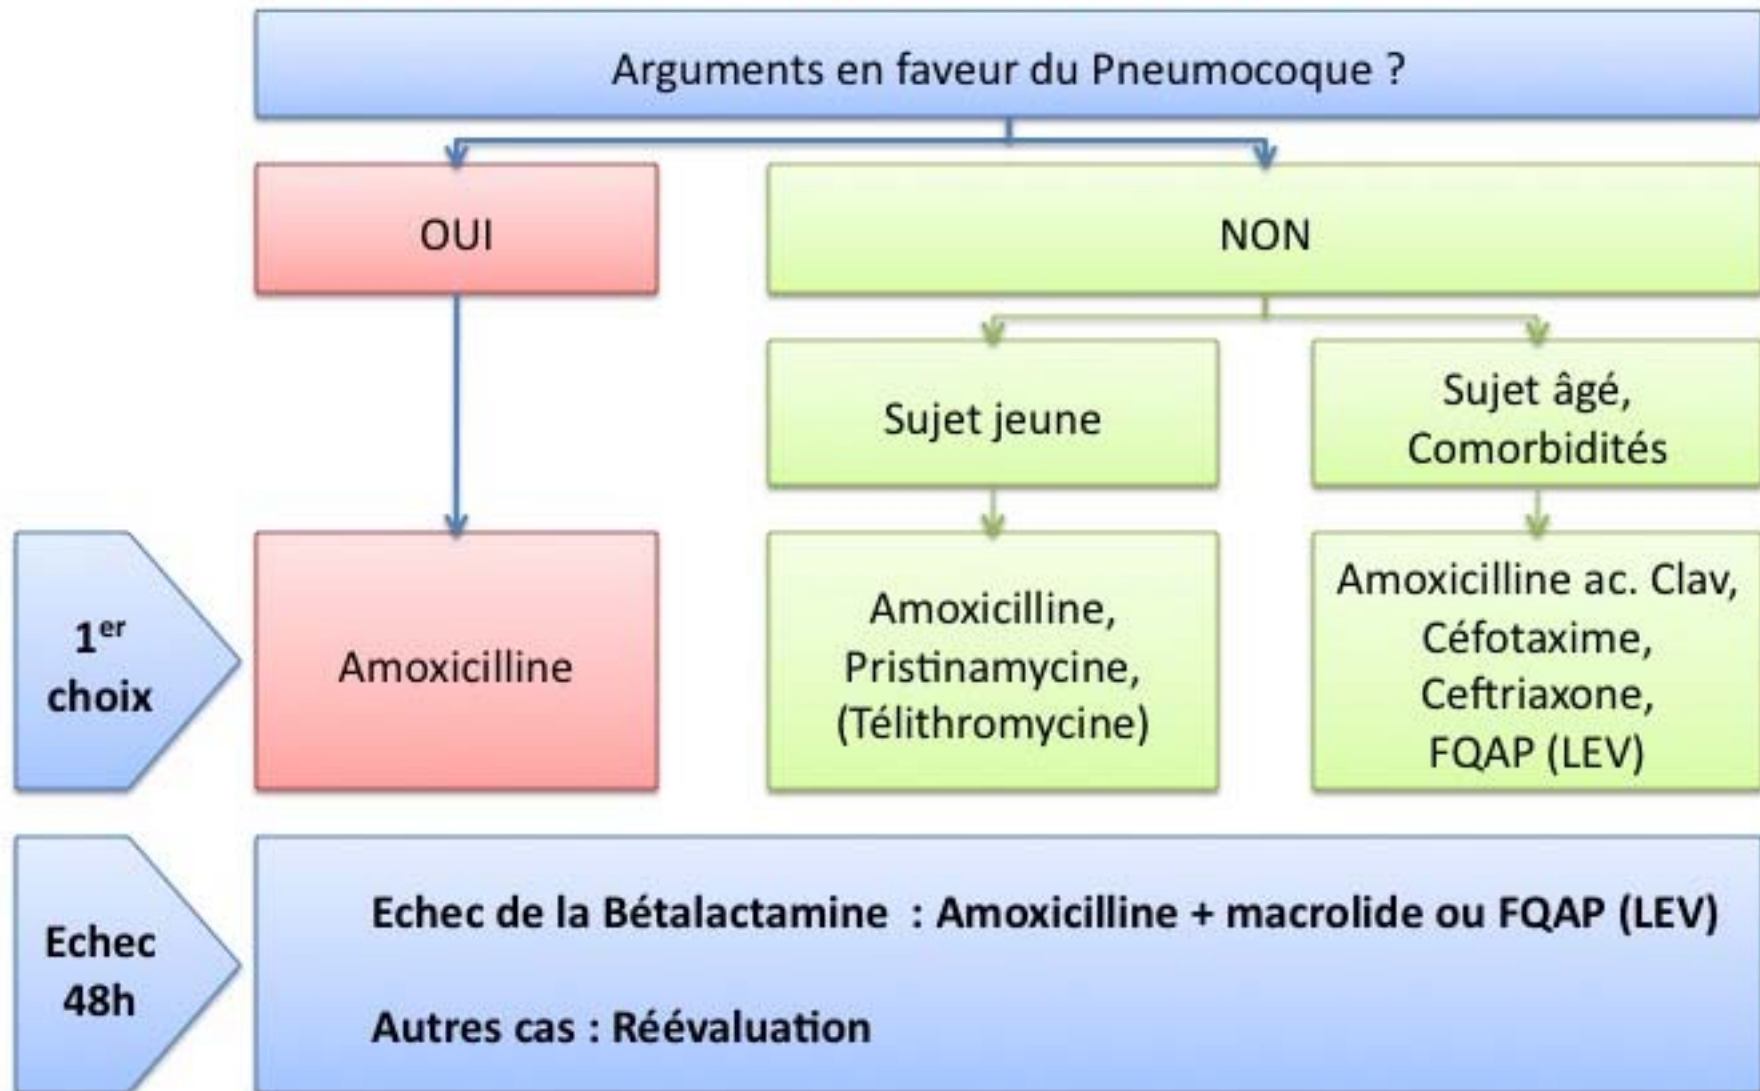 Arguments en faveur du Pneumocoque ?
OUI
NON
Sujet jeune
Sujet âgé,
Comorbidités
1er
choix
Amoxicilline
Amoxicilline,
Pristinamycine,
(Télithromycine)
Amoxicilline ac. Clav,
Céfotaxime,
Ceftriaxone,
FQAP (LEV)
Echec
48h
Echec de la Bétalactamine : Amoxicilline + macrolide ou FQAP (LEV)
Autres cas : Réévaluation